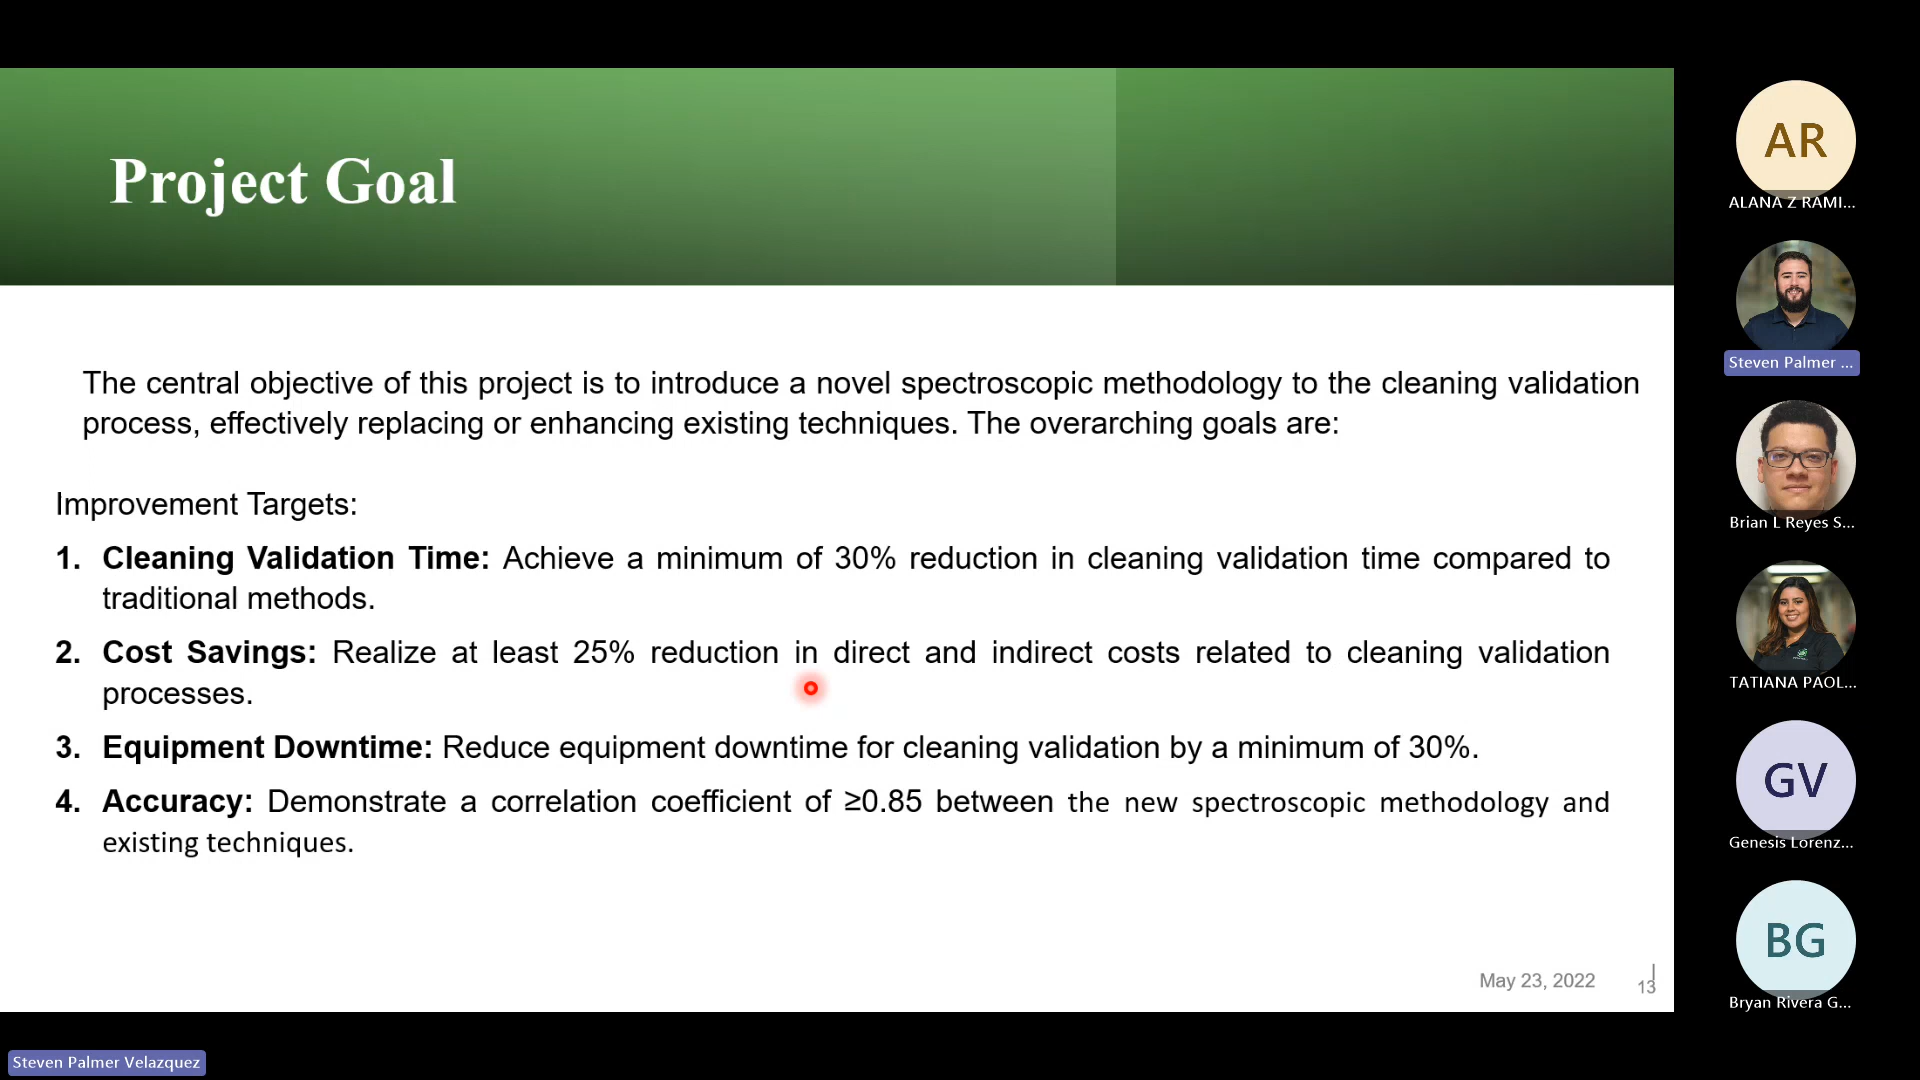 Project Goal
The central objective of this project is to introduce a novel spectroscopic methodology to the cleaning validation
process, effectively replacing or enhancing existing techniques. The overarching goals are:
Improvement Targets:
1. Cleaning Validation Time: Achieve a minimum of 30% reduction in cleaning validation time compared to
traditional methods.
2. Cost Savings: Realize at least 25% reduction in direct and indirect costs related to cleaning validation
processes.
3. Equipment Downtime: Reduce equipment downtime for cleaning validation by a minimum of 30%.
4. Accuracy: Demonstrate a correlation coefficient of ≥0.85 between the new spectroscopic methodology and
existing techniques.
May 23, 2022
13
AR
ALANA Z RAMI...
Steven Palmer ...
Brian L Reyes S...
TATIANA PAOL...
GV
Genesis Lorenz...
BG
Bryan Rivera G...
Steven Palmer Velazquez